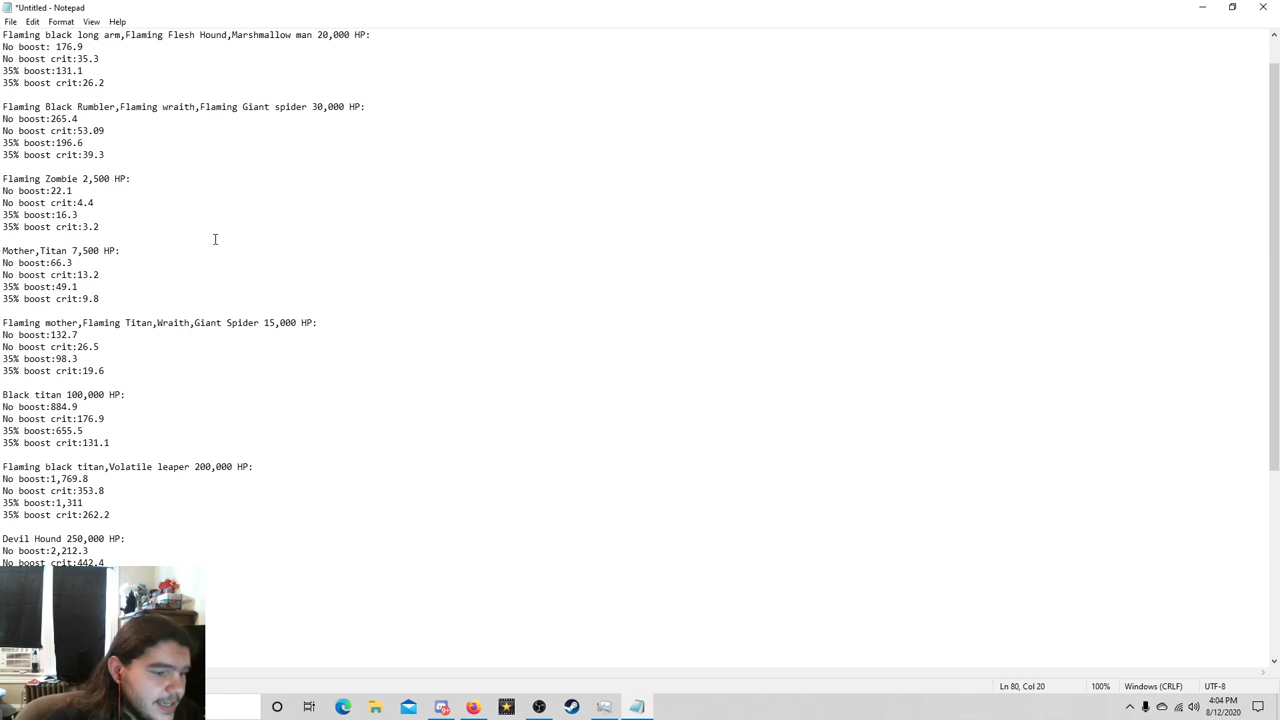 *Untitled - Notepad
File Edit Format View Help
Flaming black long arm,Flaming Flesh Hound,Marshmallow man 20,000 HP:
No boost: 176.9
No boost crit:35.3
35% boost:131.1
35% boost crit:26.2
Flaming Black Rumbler,Flaming wraith,Flaming Giant spider 30,000 HP:
No boost:265.4
No boost crit:53.09
35% boost:196.6
35% boost crit:39.3
Flaming Zombie 2,500 HP:
No boost:22.1
No boost crit:4.4
35% boost:16.3
35% boost crit:3.2
Mother,Titan 7,500 HP:
No boost:66.3
No boost crit:13.2
35% boost:49.1
35% boost crit:9.8
Flaming mother,Flaming Titan,Wraith,Giant Spider 15,000 HP:
No boost:132.7
No boost crit:26.5
35% boost:98.3
35% boost crit:19.6
Black titan 100,000 HP:
No boost:884.9
No boost crit:176.9
35% boost:655.5
35% boost crit:131.1
Flaming black titan,Volatile leaper 200,000 HP:
No boost:1,769.8
No boost crit:353.8
35% boost:1,311
35% boost crit:262.2
Devil Hound 250,000 HP:
No boost:2,212.3
No boost crit:442.4
Ln 80, Col 20 100% Windows (CRLF) UTF-8
4:04 PM
8/12/2020